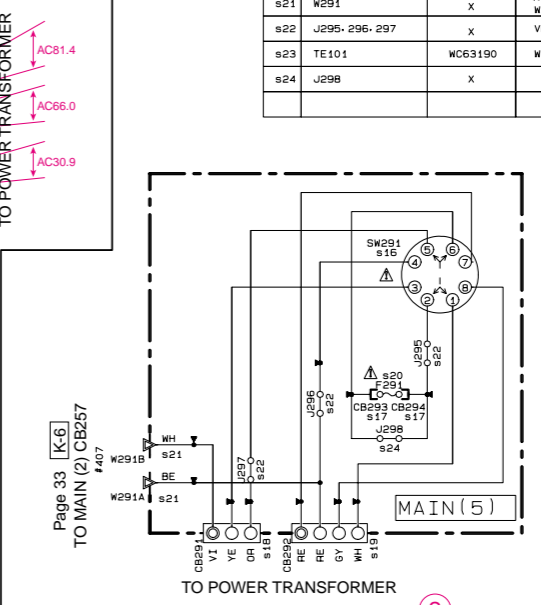 s21 W291 X
s22 J295, 296, 297 X V
s23 TE101 WC63190 W
s24 J298 X
TO POWER TRANSFORMER
AC81.4
AC66.0
AC30.9
SW291
s16
5 6
4 7
3 8
2 1
J295
s22
s20
F291
CB293 CB294
s17 s17
J298
s24
J296
s22
J297
s22
Page 33 K-6
TO MAIN (2) CB257
#407
W291B
WH
s21
W291A
BE
s21
MAIN(5)
CB291
VI
YE
OR
s18
CB292
RE
RE
GY
WH
s19
TO POWER TRANSFORMER